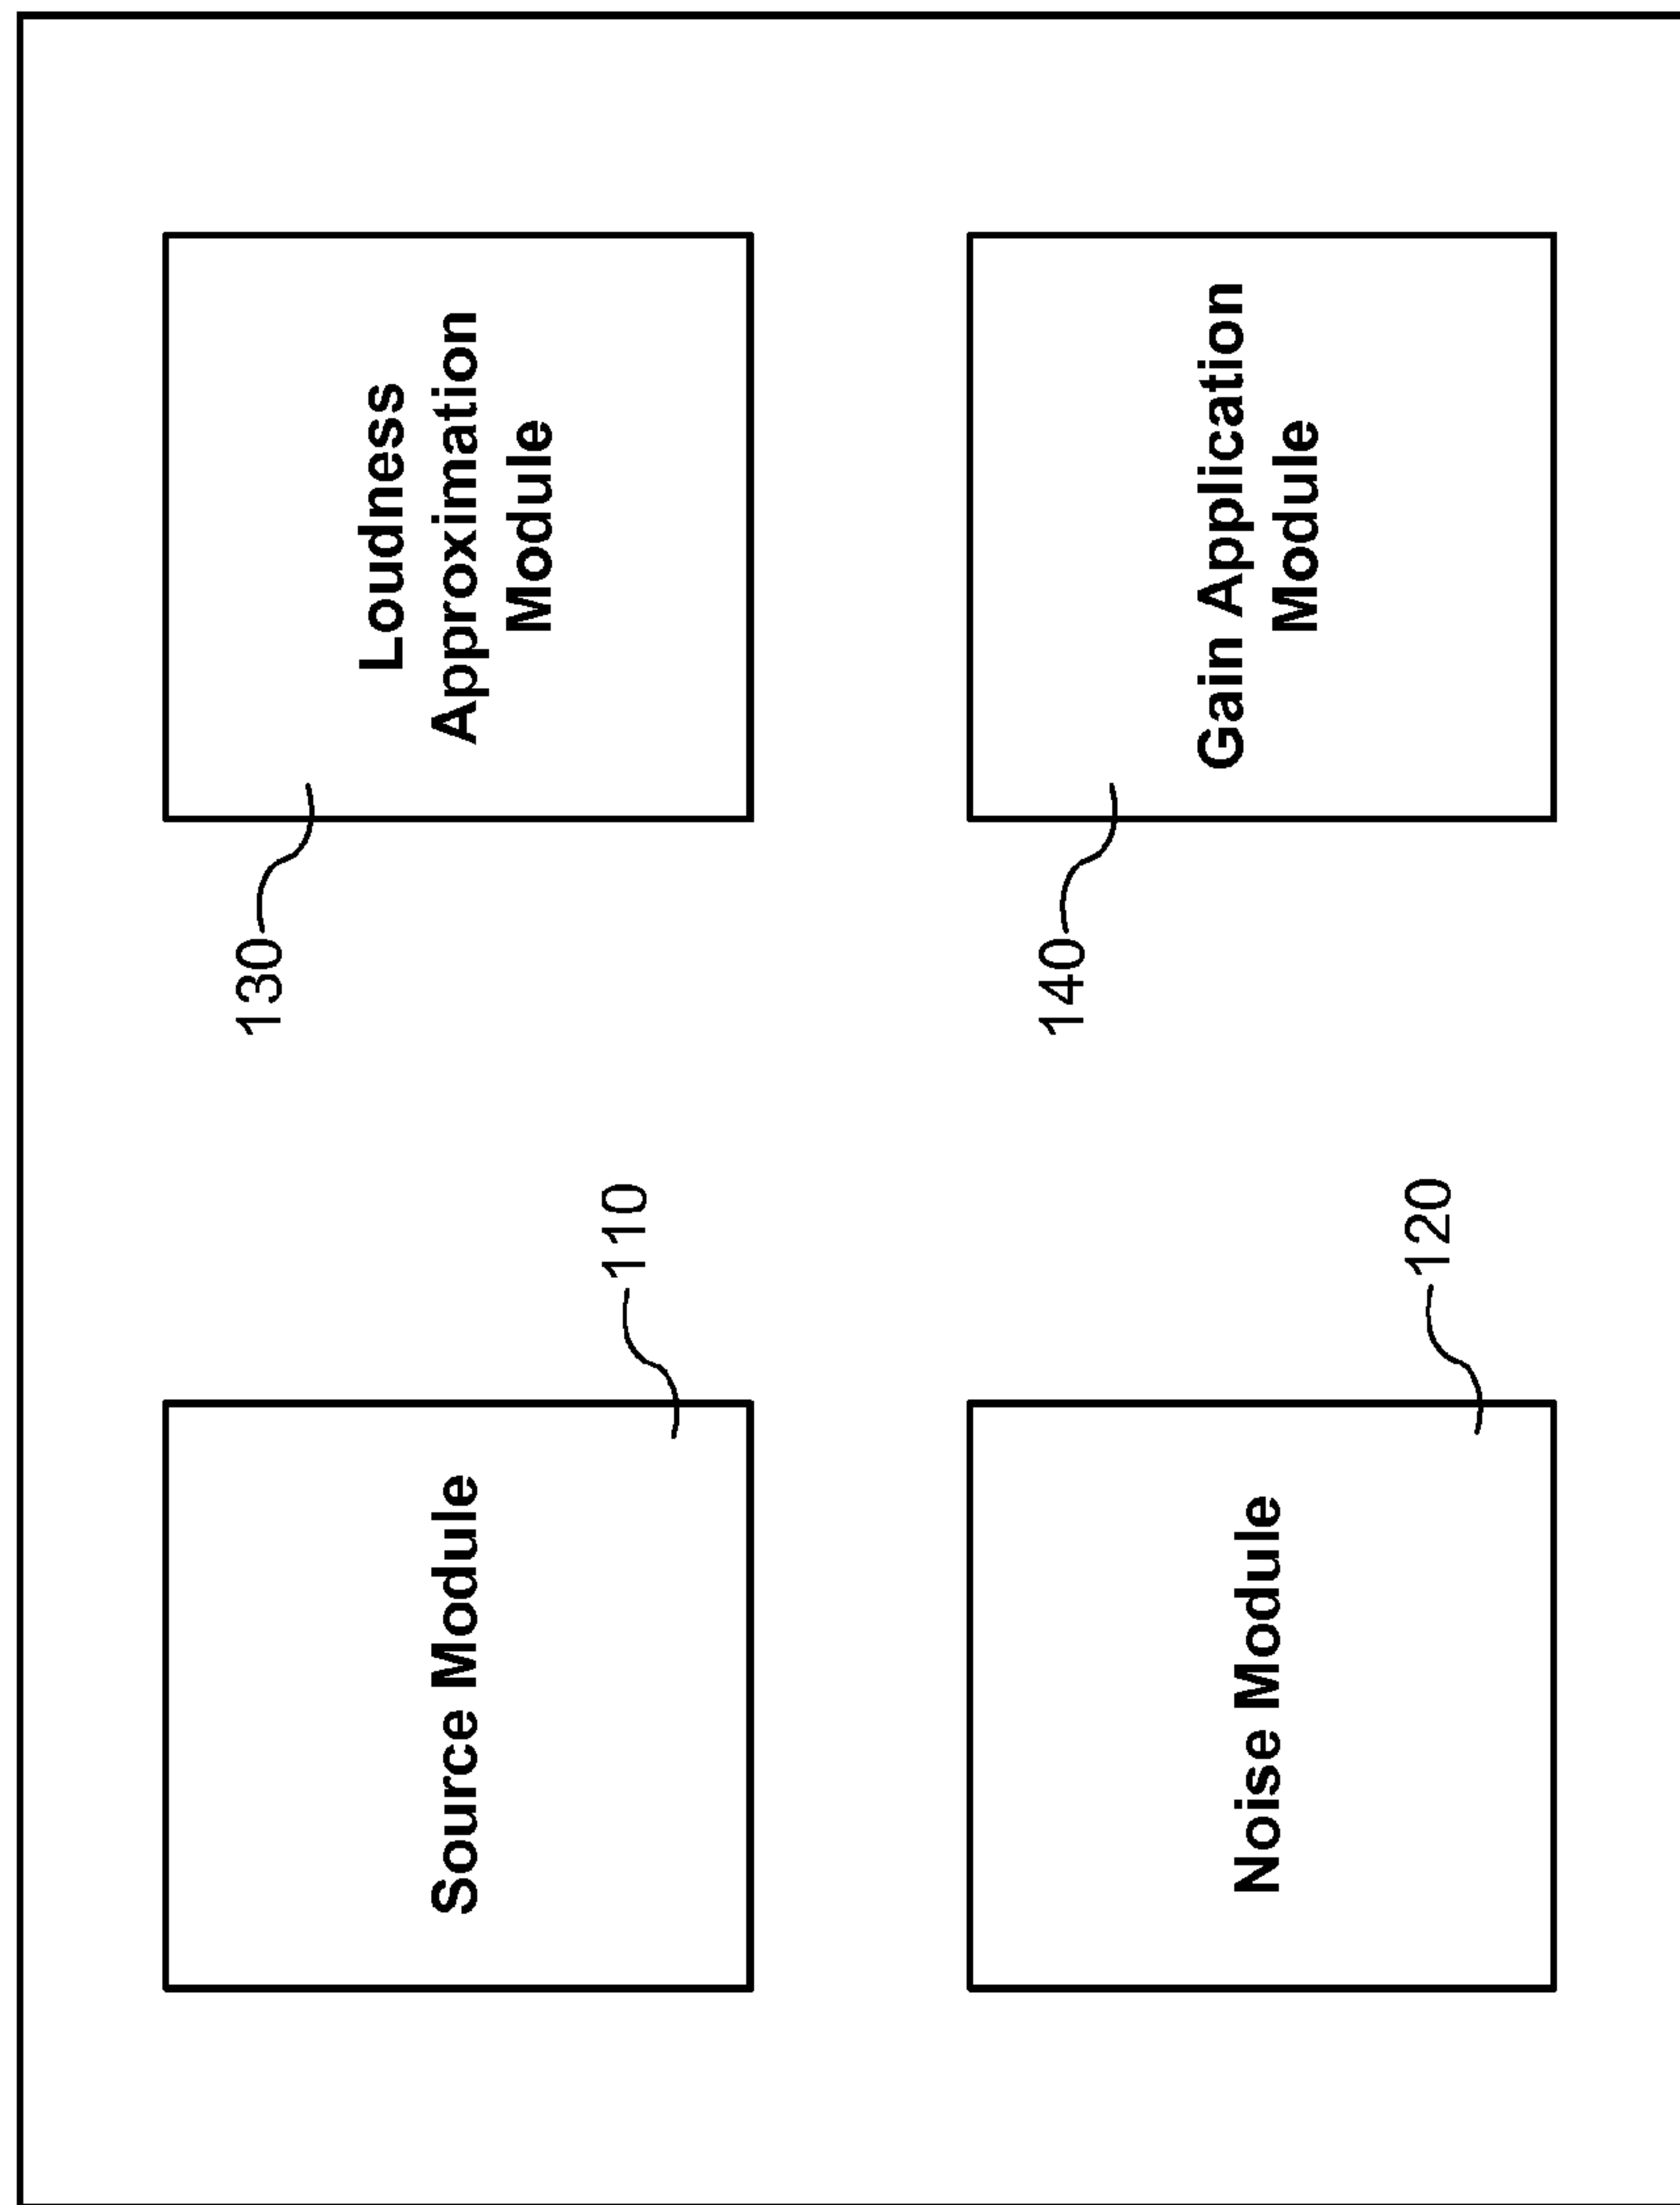 Source Module
110
130
Loudness
Approximation
Module
Noise Module
120
140
Gain Application
Module